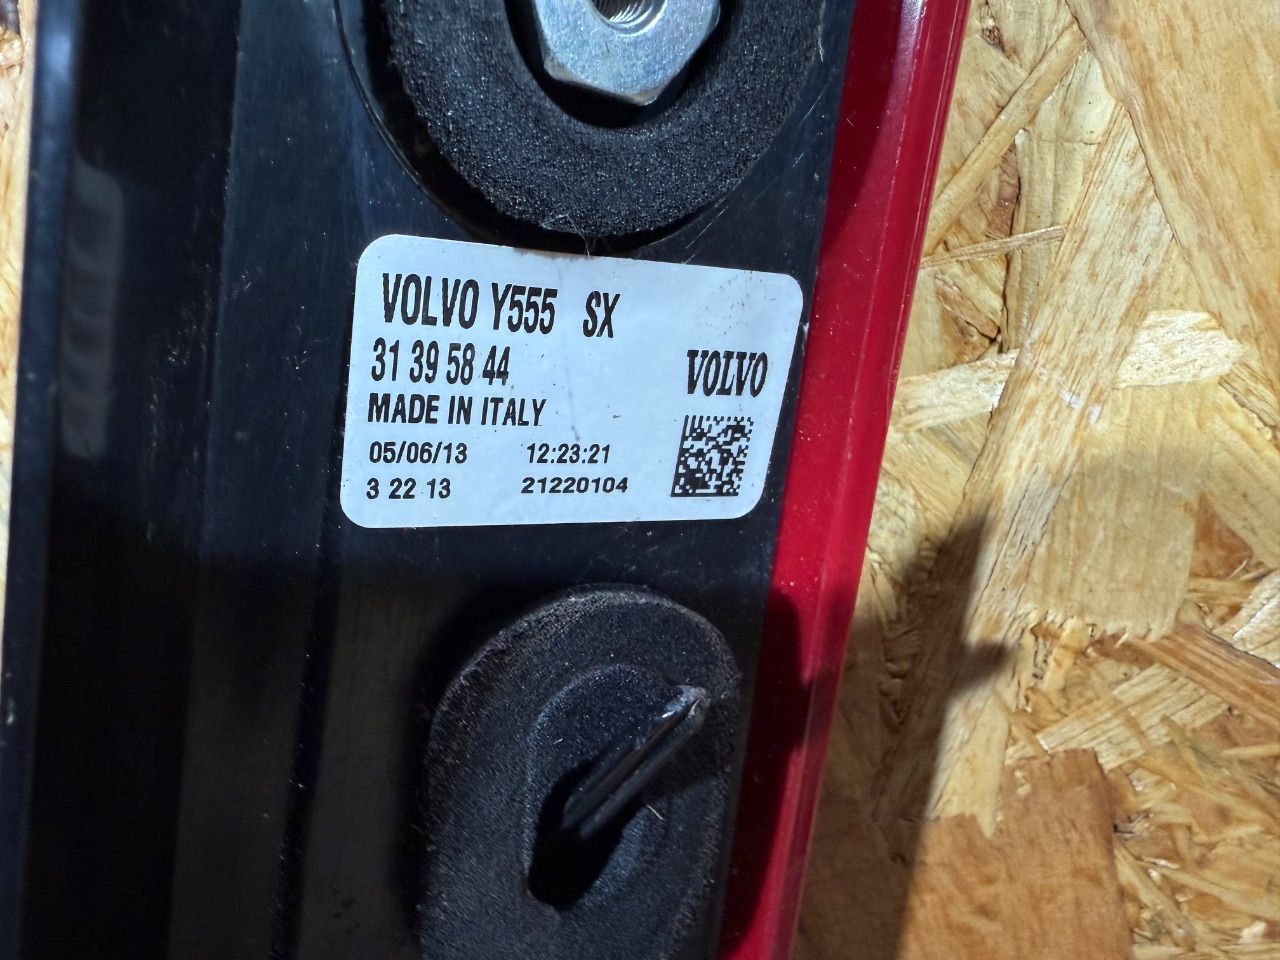 VOLVO Y555 SX
31 39 58 44
VOLVO
MADE IN ITALY
05/06/13 12:23:21
3 22 13 21220104